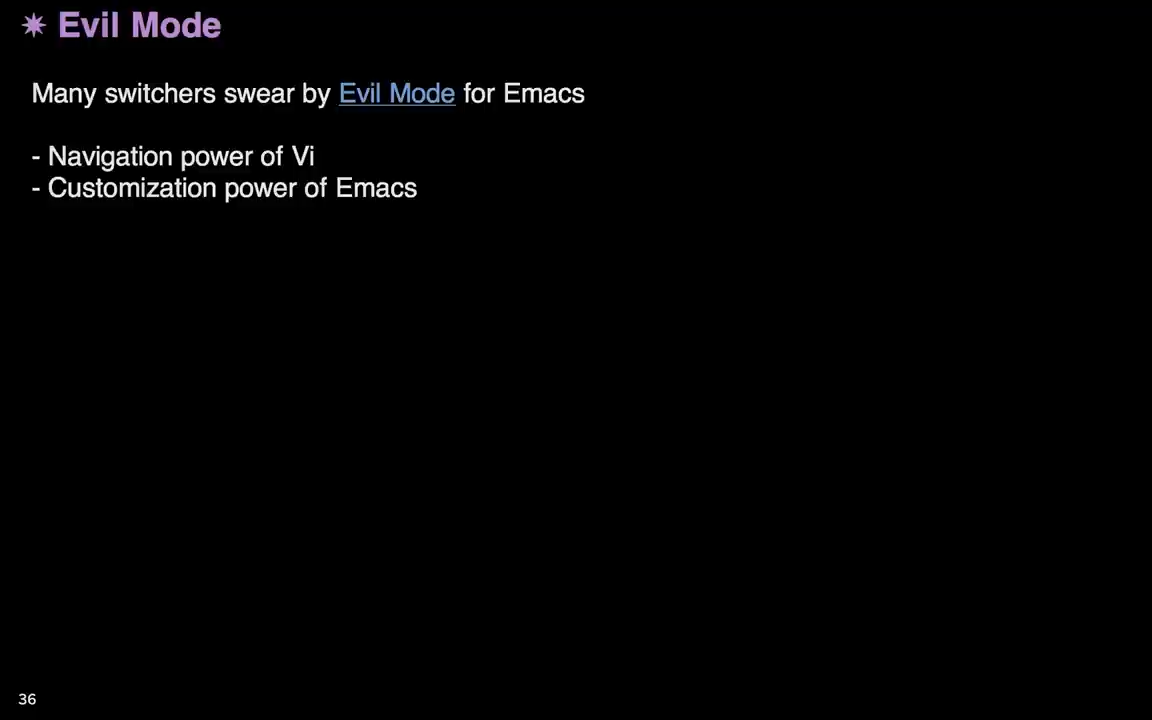 ✷ Evil Mode
Many switchers swear by Evil Mode for Emacs
- Navigation power of Vi
- Customization power of Emacs
36